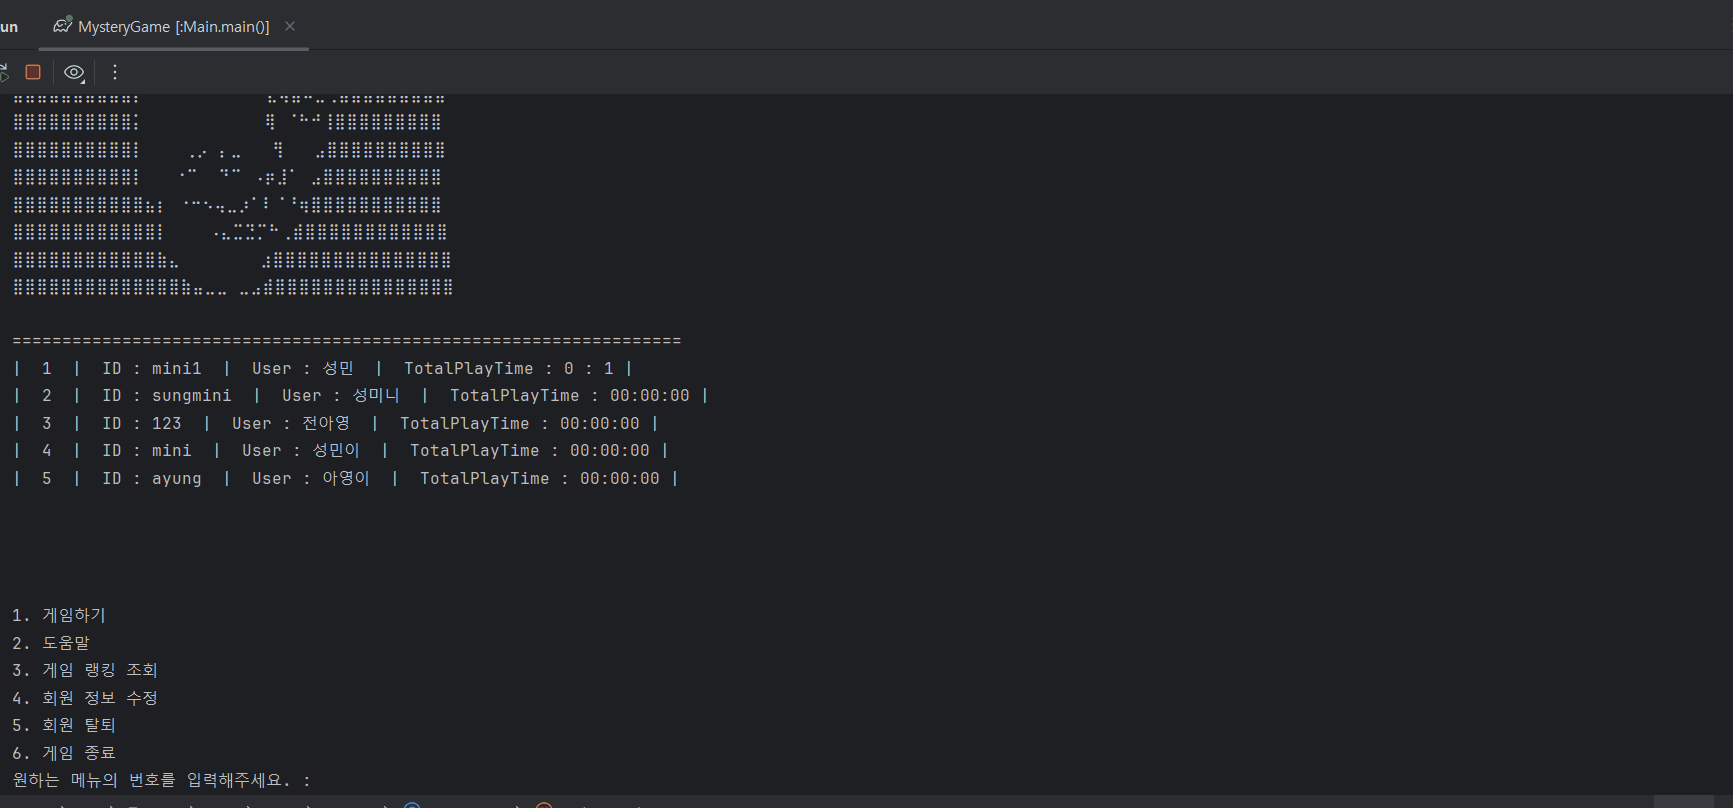 un MysteryGame [:Main.main()]
=================================================================== 
| 1 | ID : mini1 | User : 성민 | TotalPlayTime : 0 : 1 |
| 2 | ID : sungmini | User : 성미니 | TotalPlayTime : 00:00:00 |
| 3 | ID : 123 | User : 전아영 | TotalPlayTime : 00:00:00 |
| 4 | ID : mini | User : 성민이 | TotalPlayTime : 00:00:00 |
| 5 | ID : ayung | User : 아영이 | TotalPlayTime : 00:00:00 |
1. 게임하기
2. 도움말
3. 게임 랭킹 조회
4. 회원 정보 수정
5. 회원 탈퇴
6. 게임 종료
원하는 메뉴의 번호를 입력해주세요. :